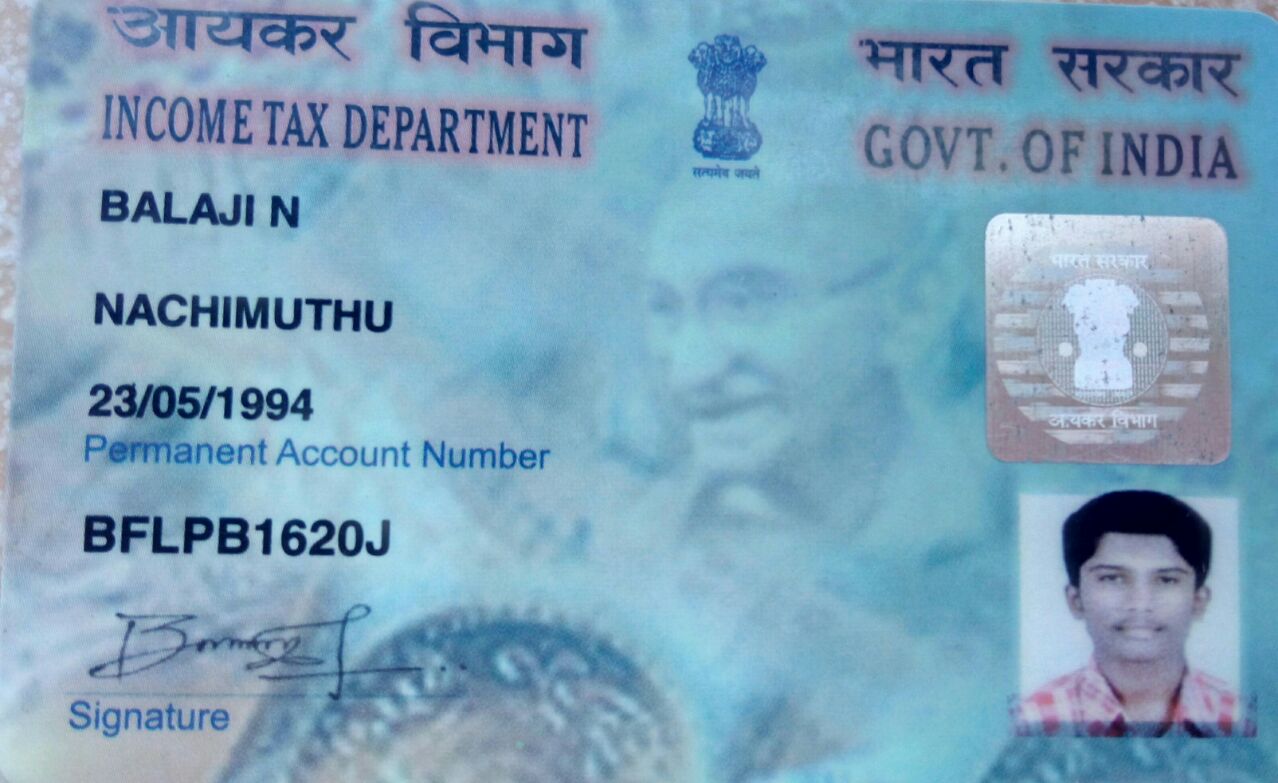 आयकर विभाग
INCOME TAX DEPARTMENT
भारत सरकार
GOVT. OF INDIA
सत्यमेव जयते
BALAJI N
NACHIMUTHU
23/05/1994
Permanent Account Number
BFLPB1620J
Signature
भारत सरकार
आयकर विभाग